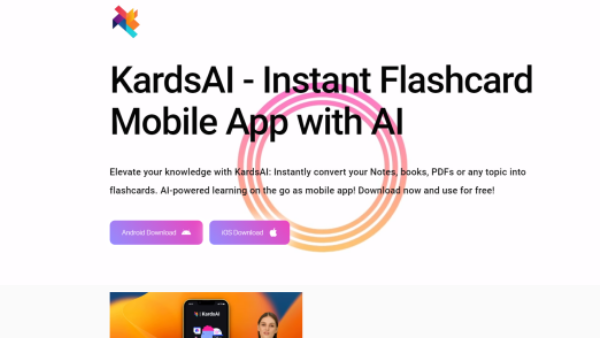 KardsAI - Instant Flashcard
Mobile App with AI
Elevate your knowledge with KardsAI: Instantly convert your Notes, books, PDFs or any topic into
flashcards. AI-powered learning on the go as mobile app! Download now and use for free!
Android Download
iOS Download
KardsAI